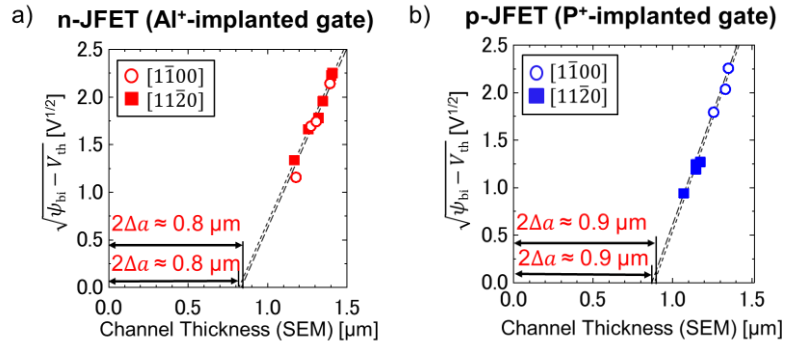 a)
n-JFET (Al⁺-implanted gate)
2.5
2.0
1.5
1.0
0.5
0.0
√ψbi − Vth [V^1/2]
[11̅00]
[112̅0]
2Δa ≈ 0.8 μm
2Δa ≈ 0.8 μm
0.0 0.5 1.0 1.5
Channel Thickness (SEM) [μm]
b)
p-JFET (P⁺-implanted gate)
2.5
2.0
1.5
1.0
0.5
0.0
√ψbi − Vth [V^1/2]
[11̅00]
[112̅0]
2Δa ≈ 0.9 μm
2Δa ≈ 0.9 μm
0.0 0.5 1.0 1.5
Channel Thickness (SEM) [μm]